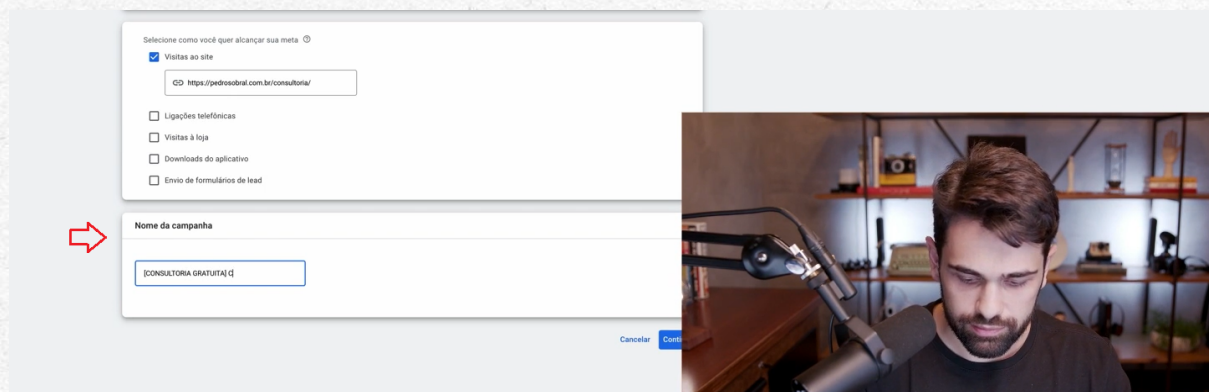 Selecione como você quer alcançar sua meta
Visitas ao site
https://pedrosobral.com.br/consultoria/
Ligações telefônicas
Visitas à loja
Downloads do aplicativo
Envio de formulários de lead
Nome da campanha
[CONSULTORIA GRATUITA] C
Cancelar Conti